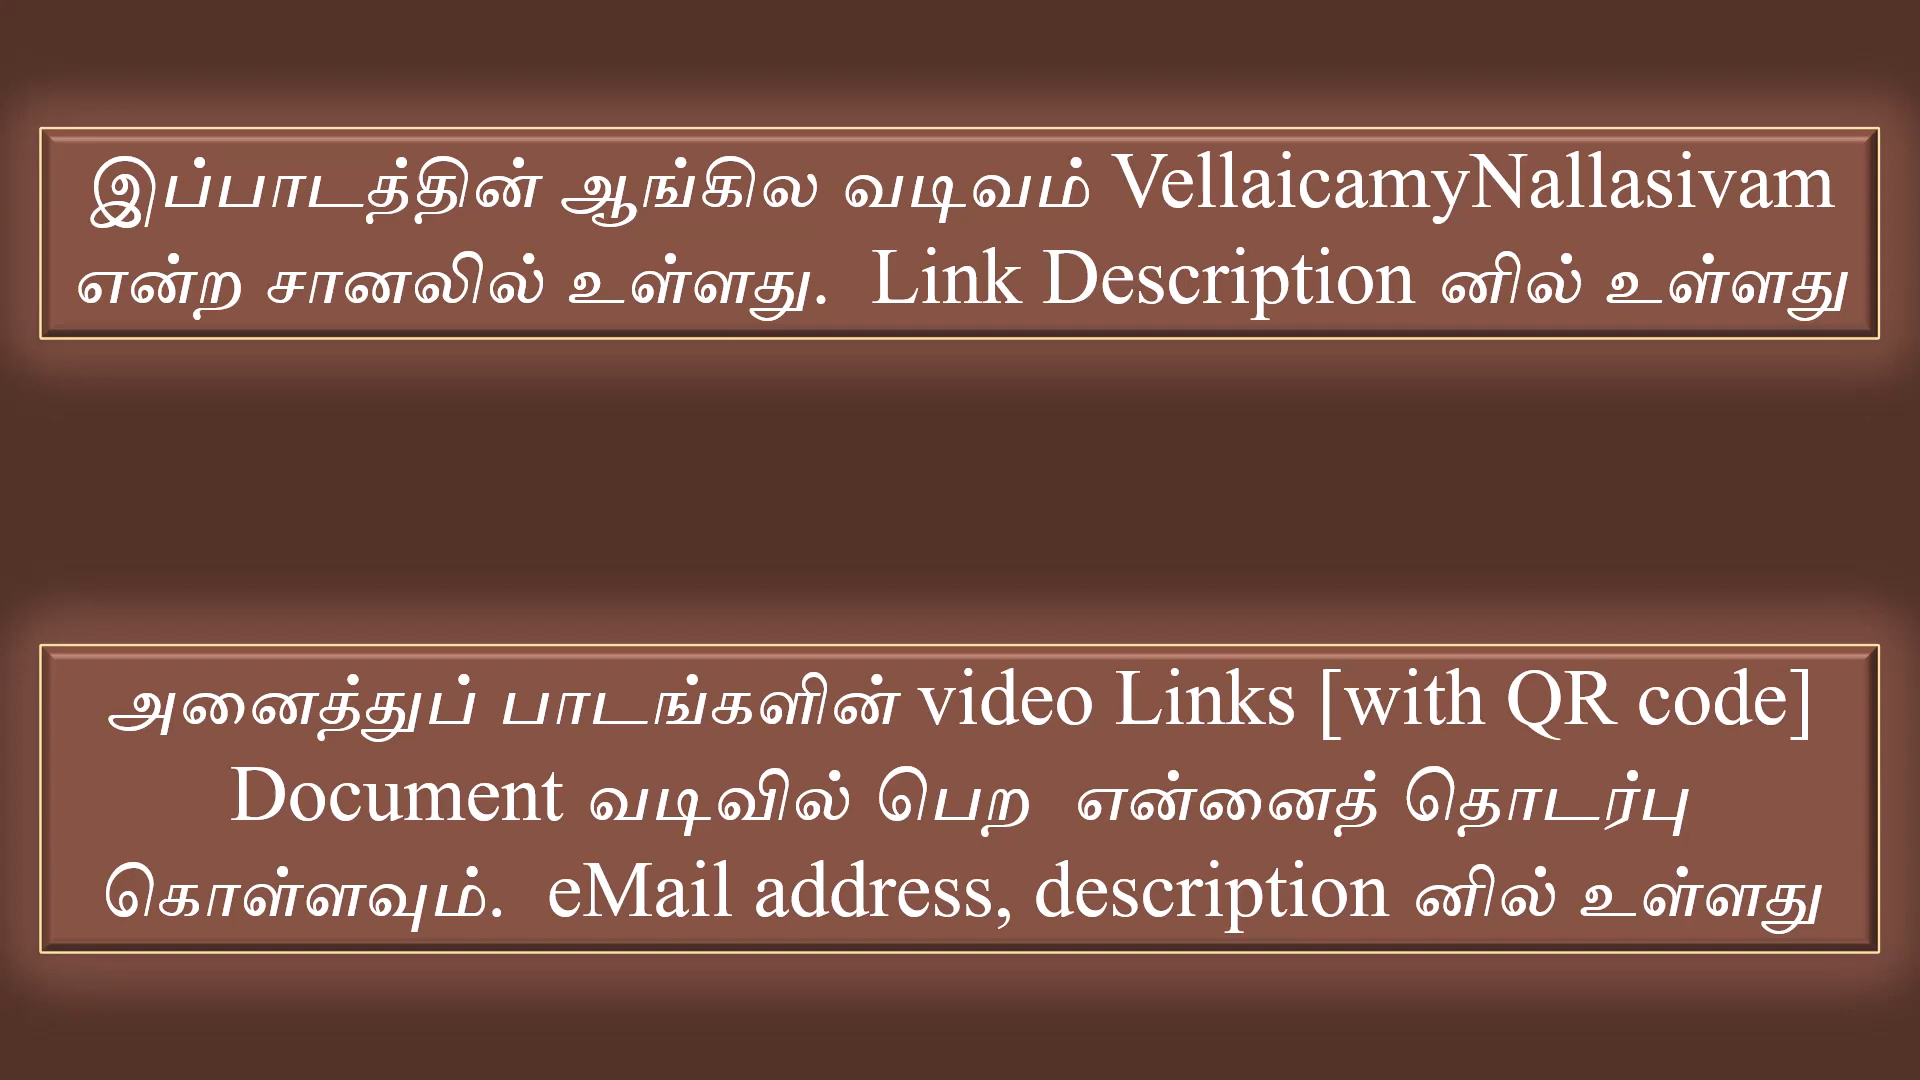 இப்பாடத்தின் ஆங்கில வடிவம் VellaicamyNallasivam
என்ற சானலில் உள்ளது. Link Description னில் உள்ளது
அனைத்துப் பாடங்களின் video Links [with QR code]
Document வடிவில் பெற என்னைத் தொடர்பு
கொள்ளவும். eMail address, description னில் உள்ளது